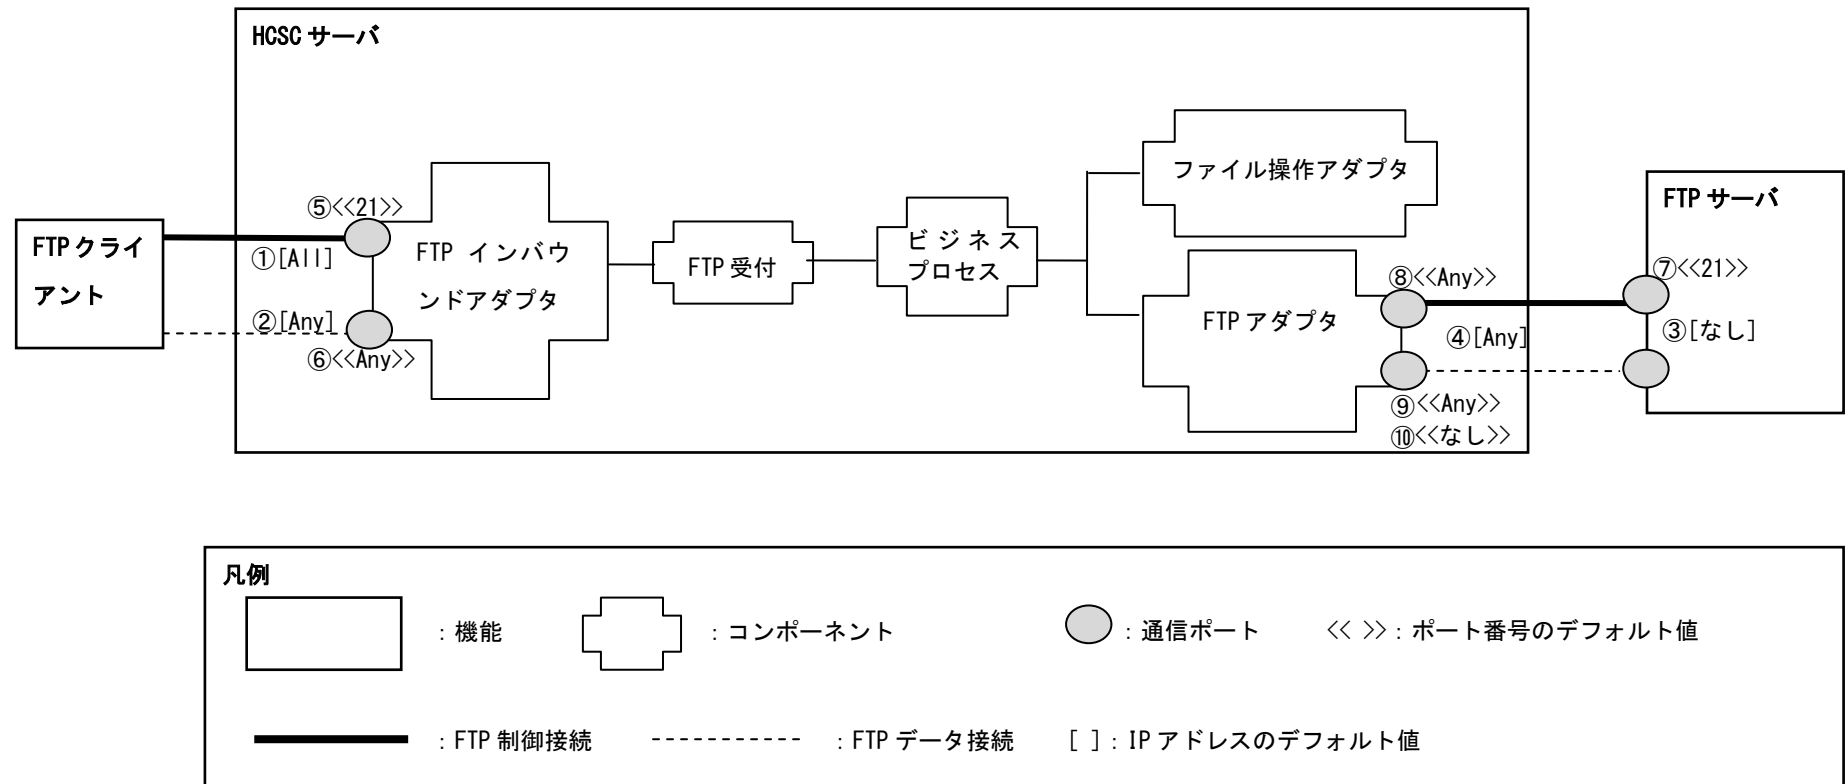 HCSC サーバ
ファイル操作アダプタ
FTP サーバ
⑤<<21>>
FTP クライ
アント
①[All]
FTP インバウ
ンドアダプタ
FTP 受付
ビジネス
プロセス
⑧<<Any>>
⑦<<21>>
②[Any]
FTP アダプタ
④[Any]
③[なし]
⑥<<Any>>
⑨<<Any>>
⑩<<なし>>
凡例
：機能
：コンポーネント
：通信ポート
<< >>：ポート番号のデフォルト値
：FTP 制御接続
：FTP データ接続
[ ]：IP アドレスのデフォルト値